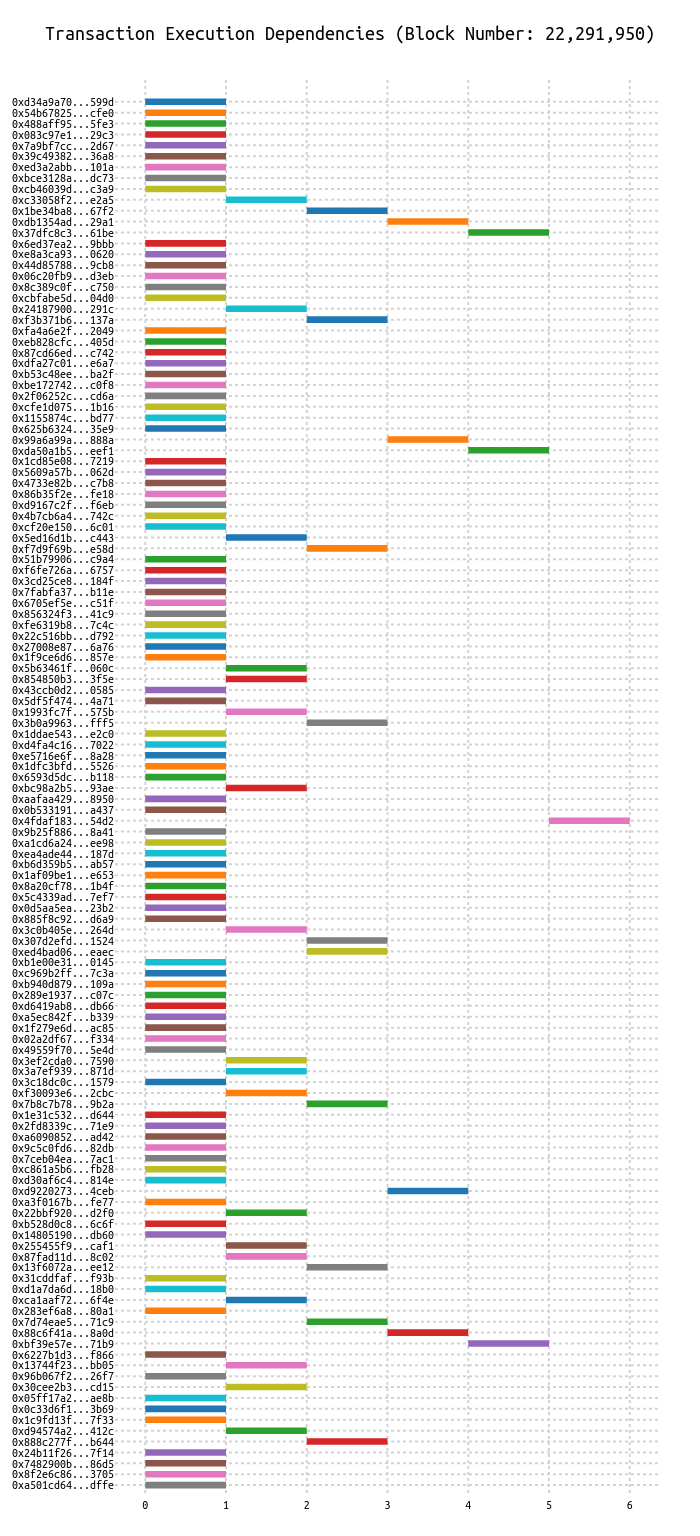 Transaction Execution Dependencies (Block Number: 22,291,950)
0xd34a9a70...599d
0x54b67825...cfe0
0x488aff95...5fe3
0x083c97e1...29c3
0x7a9bf7cc...2d67
0x39c49382...36a8
0xed3a2abb...101a
0xbce3128a...dc73
0xcb46039d...c3a9
0xc33058f2...e2a5
0x1be34ba8...67f2
0xdb1354ad...29a1
0x37dfc8c3...61be
0x6ed37ea2...9bbb
0xe8a3ca93...0620
0x44d85788...9cb8
0x06c20fb9...d3eb
0x8c389c0f...c750
0xcbfabe5d...04d0
0x24187900...291c
0xf3b371b6...137a
0xfa4a6e2f...2049
0xeb828cfc...405d
0x87cd66ed...c742
0xdfa27c01...e6a7
0xb53c48ee...ba2f
0xbe172742...c0f8
0x2f06252c...cd6a
0xcfe1d075...1b16
0x1155874c...bd77
0x625b6324...35e9
0x99a6a99a...888a
0xda50a1b5...eef1
0x1cd85e08...7219
0x5609a57b...062d
0x4733e82b...c7b8
0x86b35f2e...fe18
0xd9167c2f...f6eb
0x4b7cb6a4...742c
0xcf20e150...6c01
0x5ed16d1b...c443
0xf7d9f69b...e58d
0x51b79906...c9a4
0xf6fe726a...6757
0x3cd25ce8...184f
0x7fabfa37...b11e
0x6705ef5e...c51f
0x856324f3...41c9
0xfe6319b8...7c4c
0x22c516bb...d792
0x27008e87...6a76
0x1f9ce6d6...857e
0x5b63461f...060c
0x854850b3...3f5e
0x43ccb0d2...0585
0x5df5f474...4a71
0x1993fc7f...575b
0x3b0a9963...fff5
0x1ddae543...e2c0
0xd4fa4c16...7022
0xe5716e6f...8a28
0x1dfc3bfd...5526
0x6593d5dc...b118
0xbc98a2b5...93ae
0xaafaa429...8950
0x0b533191...a437
0x4fdaf183...54d2
0x9b25f886...8a41
0xa1cd6a24...ee98
0xea4ade44...187d
0xb6d359b5...ab57
0x1af09be1...e653
0x8a20cf78...1b4f
0x5c4339ad...7ef7
0x0d5aa5ea...23b2
0x885f8c92...d6a9
0x3c0b405e...264d
0x307d2efd...1524
0xed4bad06...eaec
0xb1e00e31...0145
0xc969b2ff...7c3a
0xb940d879...109a
0x289e1937...c07c
0xd6419ab8...db66
0xa5ec842f...b339
0x1f279e6d...ac85
0x02a2df67...f334
0x49559f70...5e4d
0x3ef2cda0...7590
0x3a7ef939...871d
0x3c18dc0c...1579
0xf30093e6...2cbc
0x7b8c7b78...9b2a
0x1e31c532...d644
0x2fd8339c...71e9
0xa6090852...ad42
0x9c5c0fd6...82db
0x7ceb04ea...7ac1
0xc861a5b6...fb28
0xd30af6c4...814e
0xd9220273...4ceb
0xa3f0167b...fe77
0x22bbf920...d2f0
0xb528d0c8...6c6f
0x14805190...db60
0x255455f9...caf1
0x87fad11d...8c02
0x13f6072a...ee12
0x31cddfaf...f93b
0xd1a7da6d...18b0
0xca1aaf72...6f4e
0x283ef6a8...80a1
0x7d74eae5...71c9
0x88c6f41a...8a0d
0xbf39e57e...71b9
0x6227b1d3...f866
0x13744f23...bb05
0x96b067f2...26f7
0x30cee2b3...cd15
0x05ff17a2...ae8b
0x0c33d6f1...3b69
0x1c9fd13f...7f33
0xd94574a2...412c
0x888c277f...b644
0x24b11f26...7f14
0x7482900b...86d5
0x8f2e6c86...3705
0xa501cd64...dffe
0 1 2 3 4 5 6